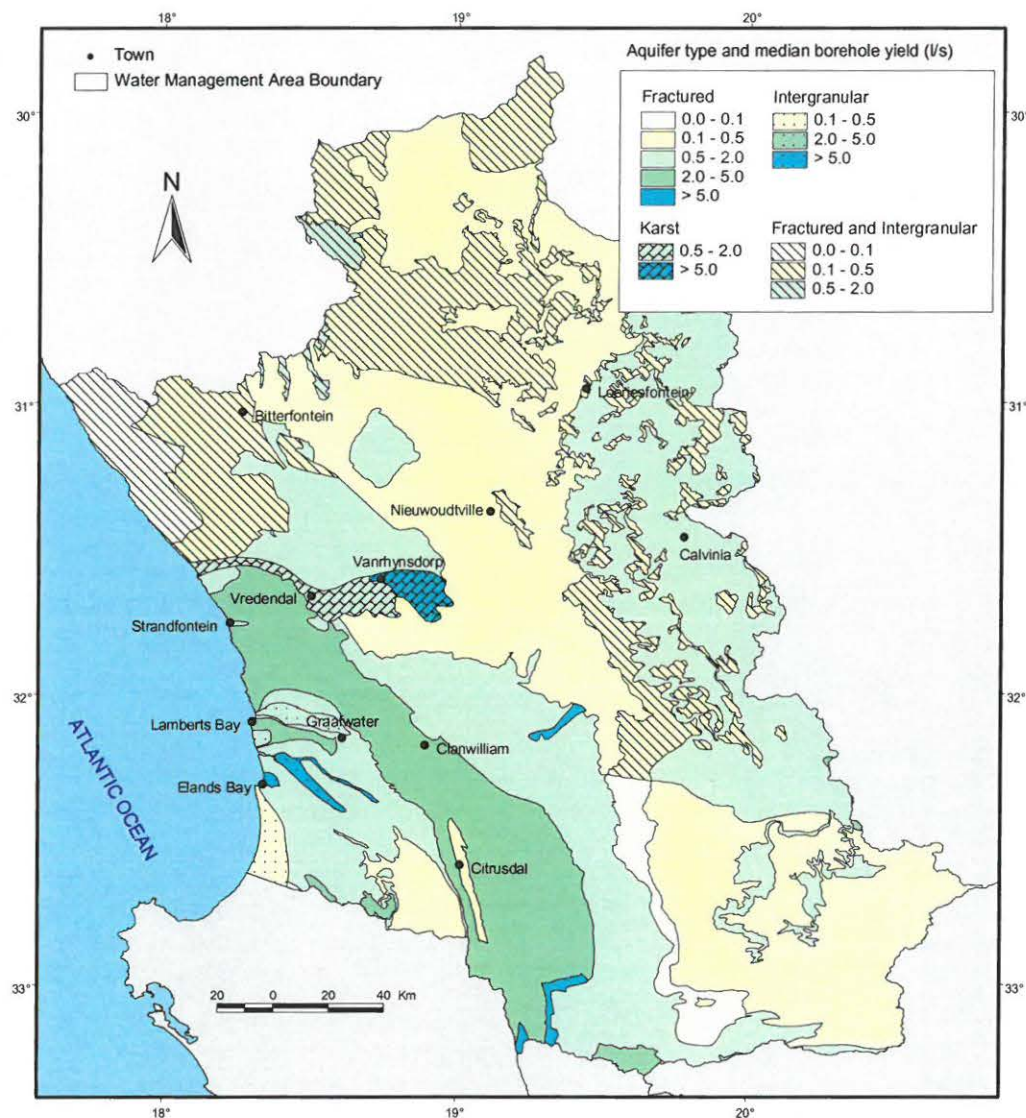 18° 19° 20°
Town
Water Management Area Boundary
Aquifer type and median borehole yield (l/s)
Fractured
0.0 - 0.1
0.1 - 0.5
0.5 - 2.0
2.0 - 5.0
> 5.0
Intergranular
0.1 - 0.5
2.0 - 5.0
> 5.0
Karst
0.5 - 2.0
> 5.0
Fractured and Intergranular
0.0 - 0.1
0.1 - 0.5
0.5 - 2.0
30° 30°
N
31° 31°
Loeriesfontein
Bitterfontein
Nieuwoudtville
Calvinia
Vanrhynsdorp
Vredendal
Strandfontein
32° 32°
Lamberts Bay
Graafwater
Clanwilliam
Elands Bay
ATLANTIC OCEAN
Citrusdal
33° 33°
20 0 20 40 Km
18° 19° 20°